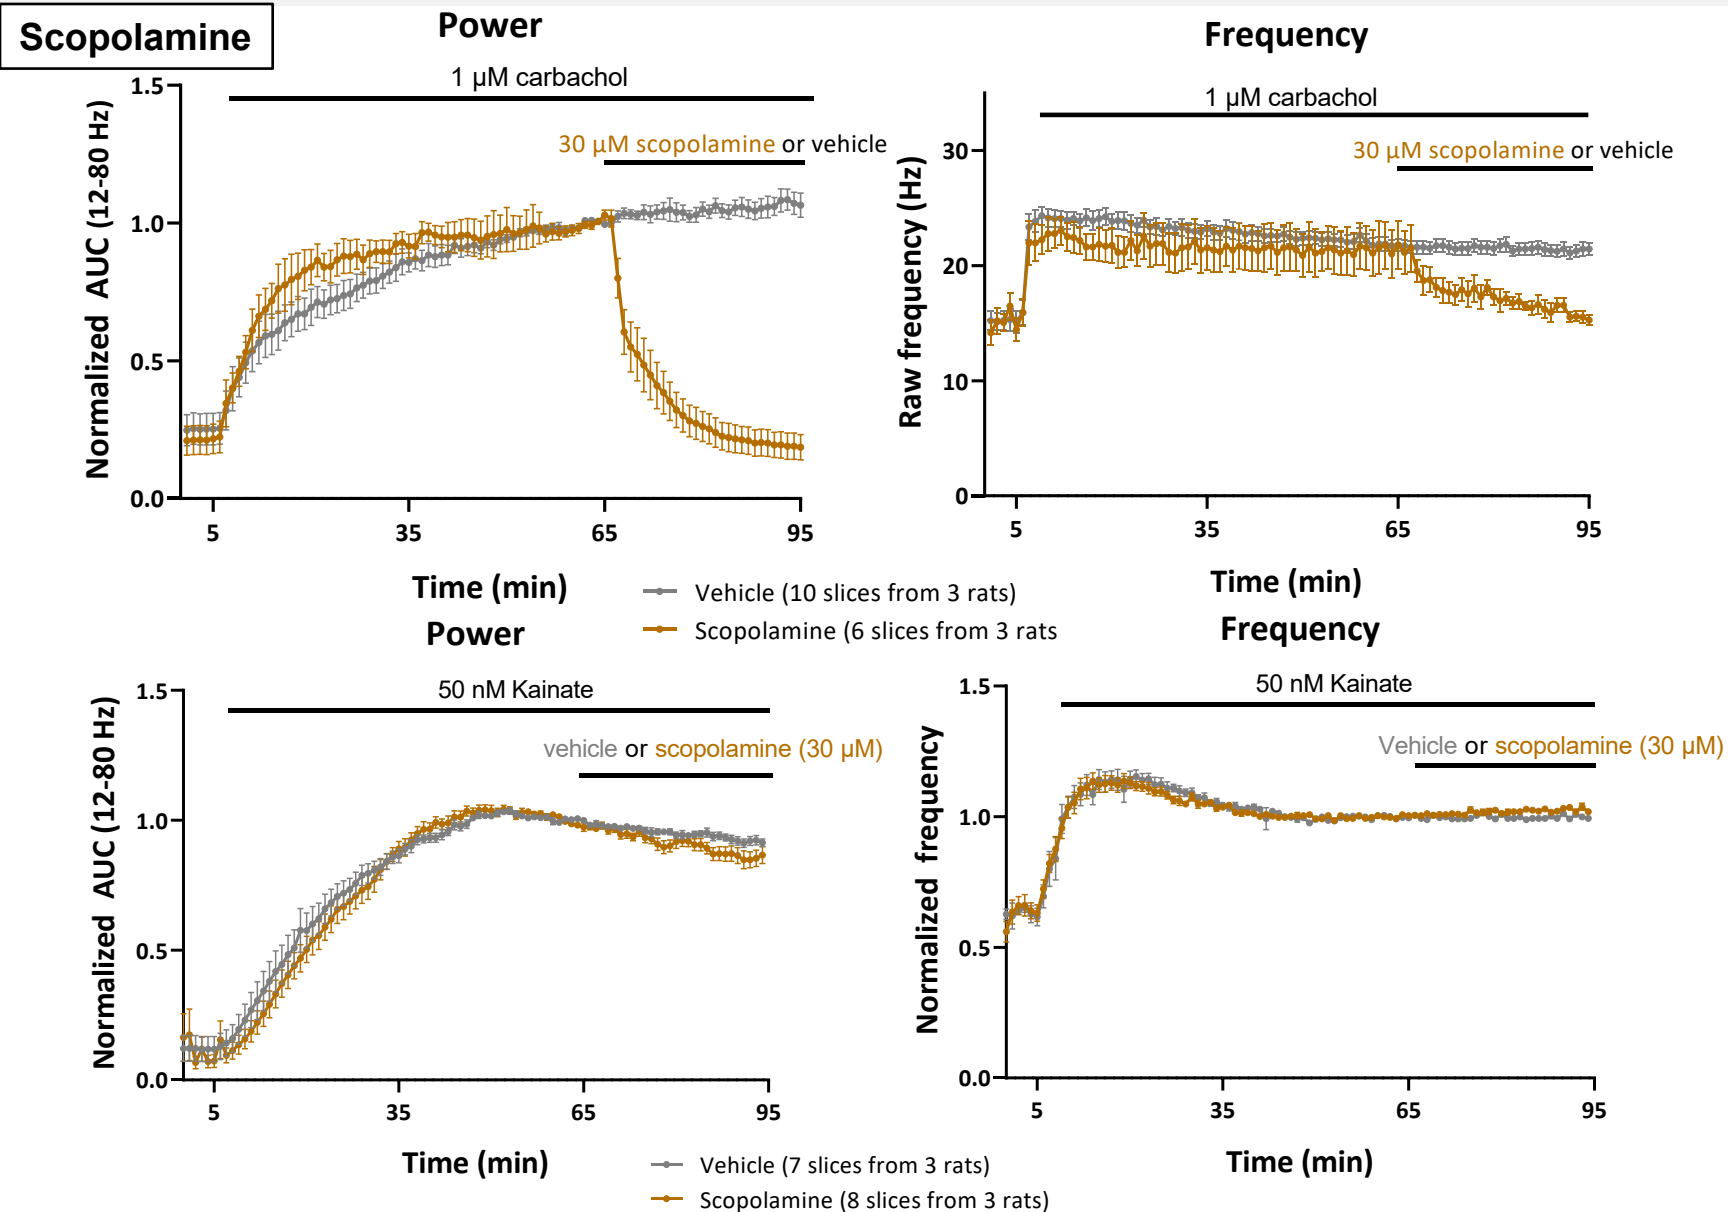 Scopolamine
Power
1 µM carbachol
30 µM scopolamine or vehicle
Normalized AUC (12-80 Hz)
1.5
1.0
0.5
0.0
5 35 65 95
Time (min)
Frequency
1 µM carbachol
30 µM scopolamine or vehicle
Raw frequency (Hz)
30
20
10
0
5 35 65 95
Time (min)
Vehicle (10 slices from 3 rats)
Scopolamine (6 slices from 3 rats
Power
50 nM Kainate
vehicle or scopolamine (30 µM)
Normalized AUC (12-80 Hz)
1.5
1.0
0.5
0.0
5 35 65 95
Time (min)
Frequency
50 nM Kainate
Vehicle or scopolamine (30 µM)
Normalized frequency
1.5
1.0
0.5
0.0
5 35 65 95
Time (min)
Vehicle (7 slices from 3 rats)
Scopolamine (8 slices from 3 rats)